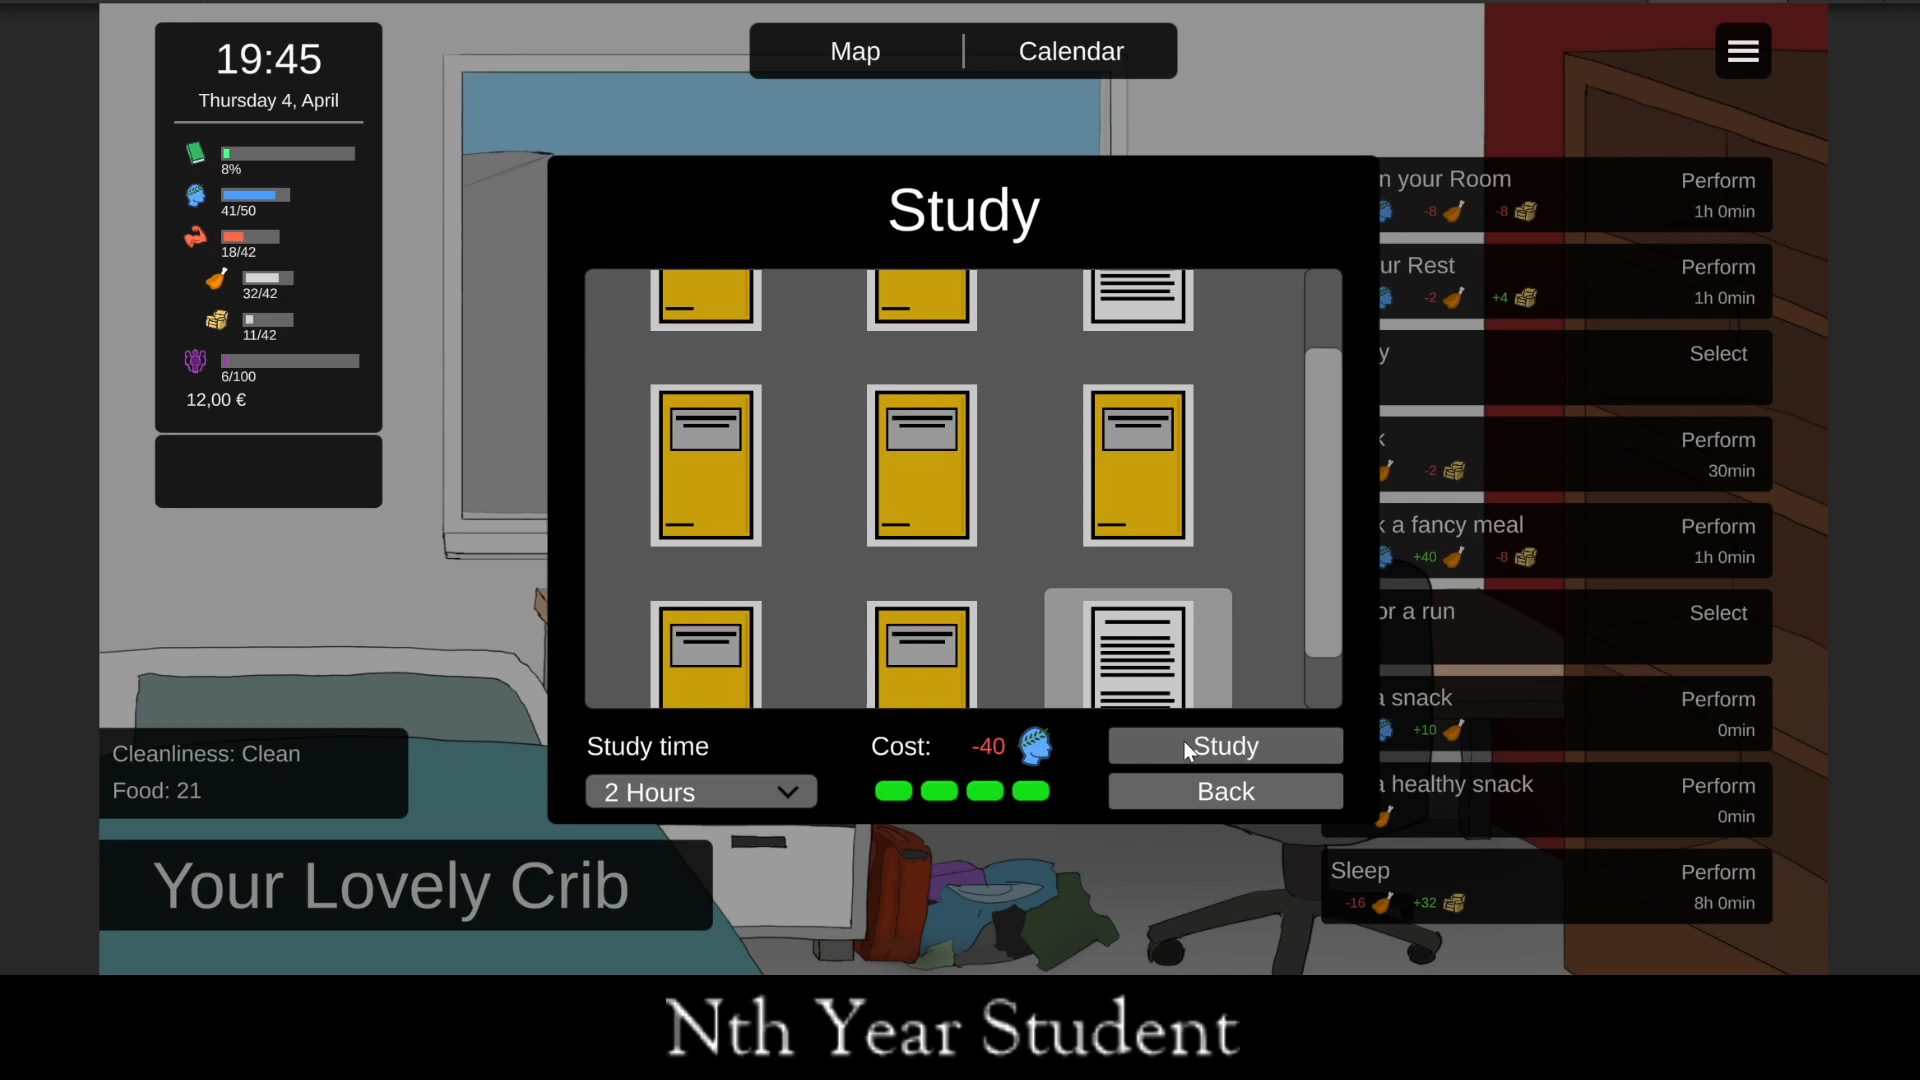 19:45
Thursday 4, April
8%
41/50
18/42
32/42
11/42
6/100
12,00 €
Map
Calendar
Study
Study time
2 Hours
Cost: -40
Study
Back
n your Room
Perform
-8 -8
1h 0min
ur Rest
Perform
-2 +4
1h 0min
y
Select
k
Perform
-2
30min
k a fancy meal
Perform
+40 -8
1h 0min
or a run
Select
a snack
Perform
+10
0min
a healthy snack
Perform
0min
Sleep
Perform
-16 +32
8h 0min
Cleanliness: Clean
Food: 21
Your Lovely Crib
Nth Year Student